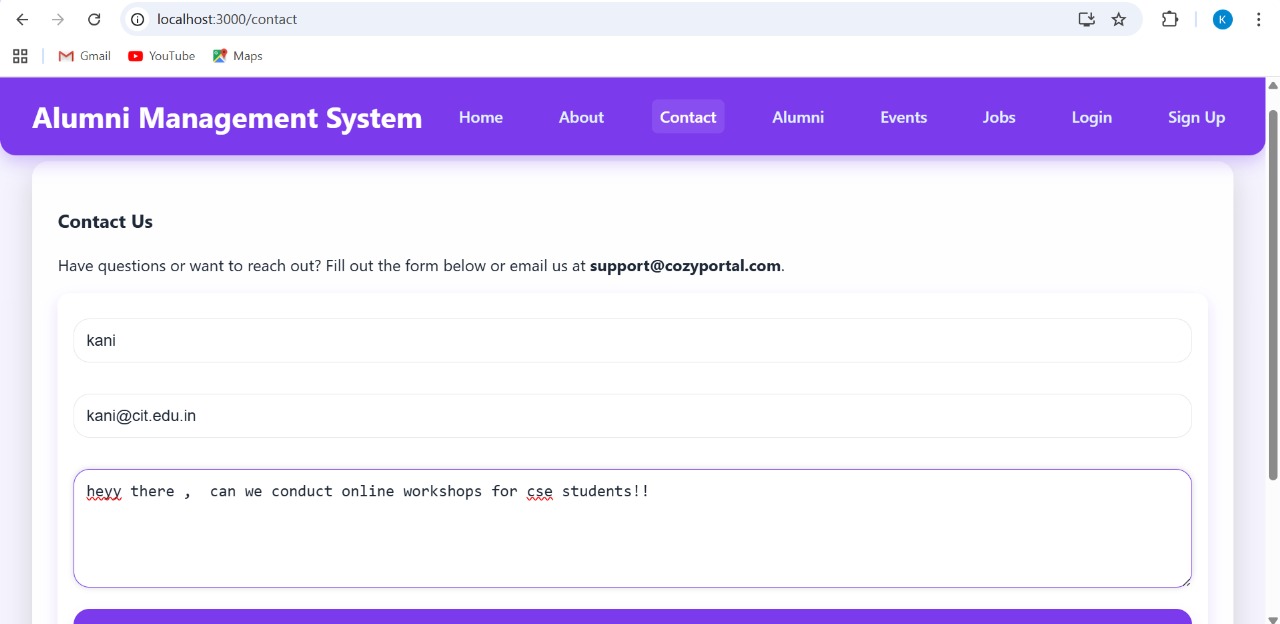 localhost:3000/contact
K
Gmail YouTube Maps
Alumni Management System Home About Contact Alumni Events Jobs Login Sign Up
Contact Us
Have questions or want to reach out? Fill out the form below or email us at support@cozyportal.com.
kani
kani@cit.edu.in
heyy there ,  can we conduct online workshops for cse students!!